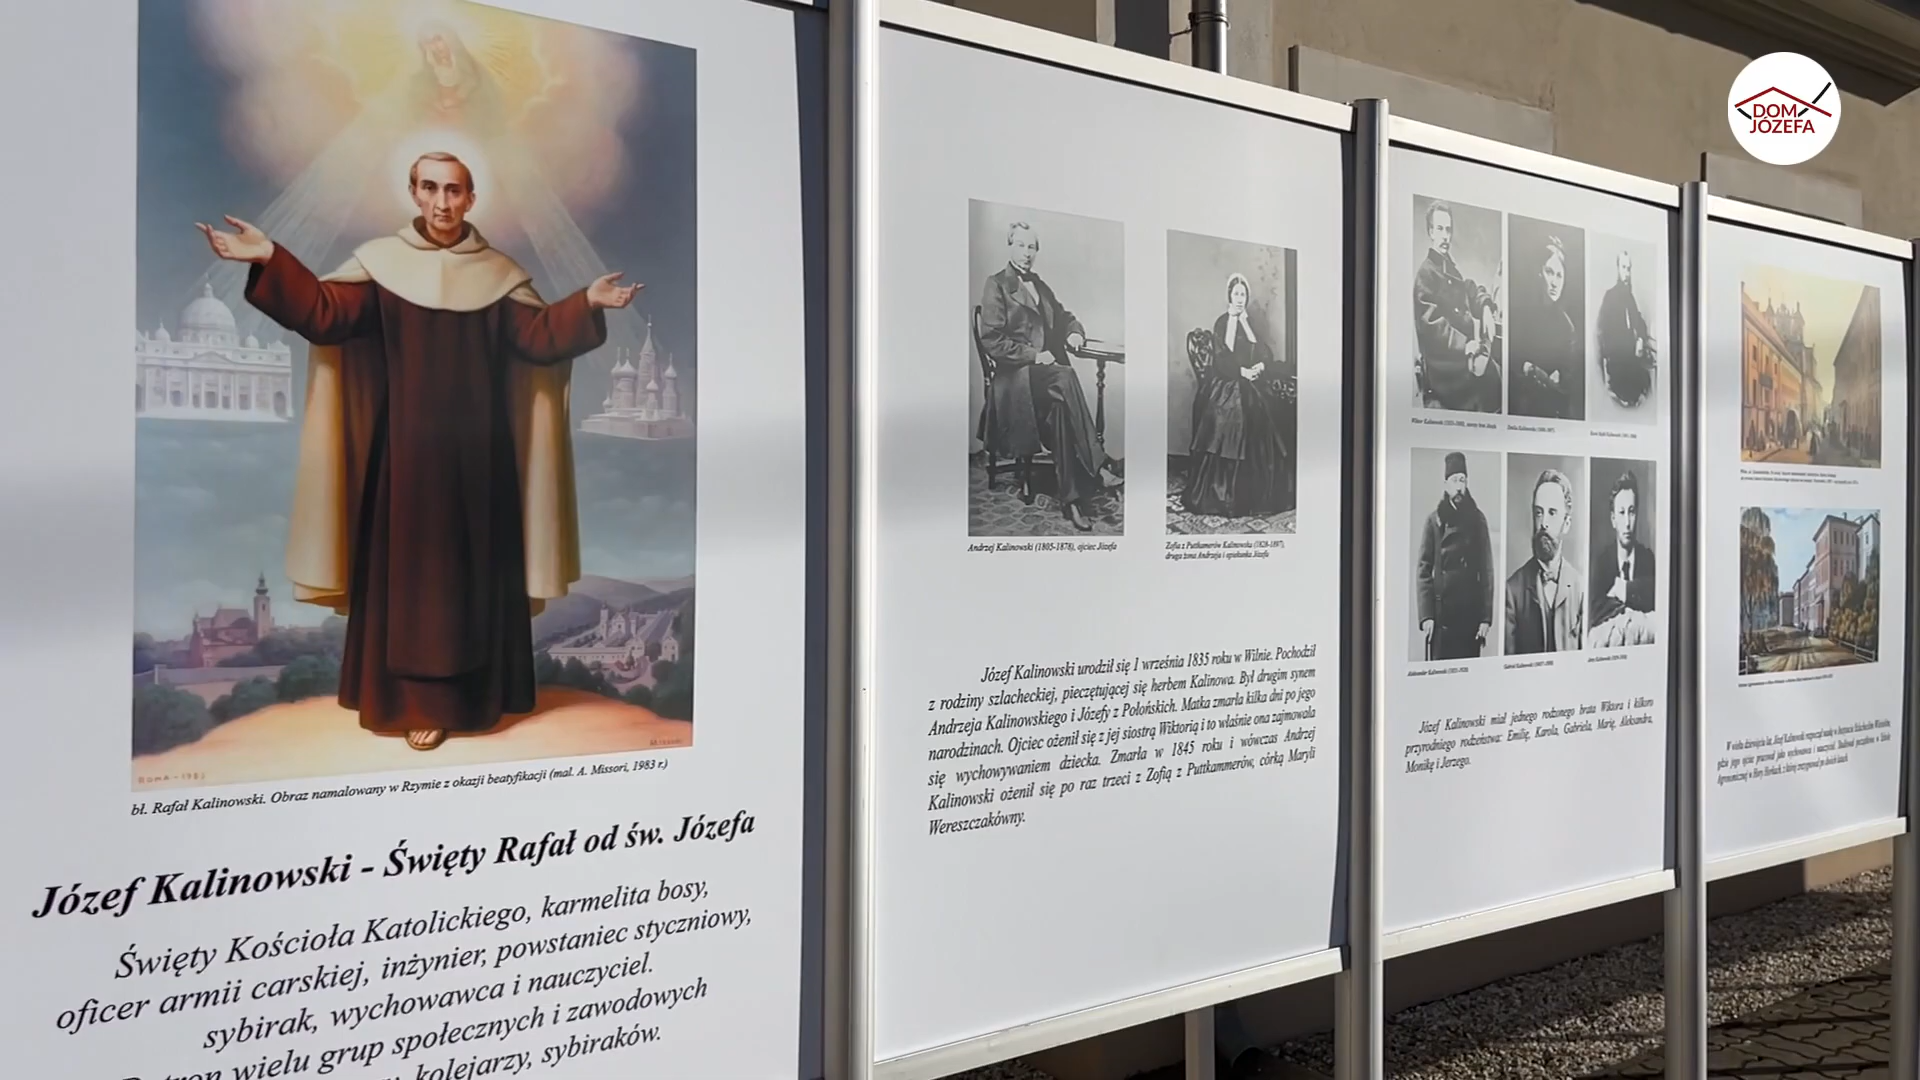 DOM
JÓZEFA
ROMA-1983
bł. Rafał Kalinowski. Obraz namalowany w Rzymie z okazji beatyfikacji (mal. A. Missori, 1983 r.)
Józef Kalinowski - Święty Rafał od św. Józefa
Święty Kościoła Katolickiego, karmelita bosy,
oficer armii carskiej, inżynier, powstaniec styczniowy,
sybirak, wychowawca i nauczyciel.
wielu grup społecznych i zawodowych
kolejarzy, sybiraków.
Andrzej Kalinowski (1805-1878), ojciec Józefa
Zofia z Puttkamerów Kalinowska (1828-1897),
druga żona Andrzeja i opiekunka Józefa
Józef Kalinowski urodził się 1 września 1835 roku w Wilnie. Pochodził
z rodziny szlacheckiej, pieczętującej się herbem Kalinowa. Był drugim synem
Andrzeja Kalinowskiego i Józefy z Połońskich. Matka zmarła kilka dni po jego
narodzinach. Ojciec ożenił się z jej siostrą Wiktorią i to właśnie ona zajmowała
się wychowywaniem dziecka. Zmarła w 1845 roku i wówczas Andrzej
Kalinowski ożenił się po raz trzeci z Zofią z Puttkammerów, córką Maryli
Wereszczakówny.
Józef Kalinowski miał jednego rodzonego brata Wiktora i kilkoro
przyrodniego rodzeństwa: Emilię, Karola, Gabriela, Marię, Aleksandra,
Monikę i Jerzego.